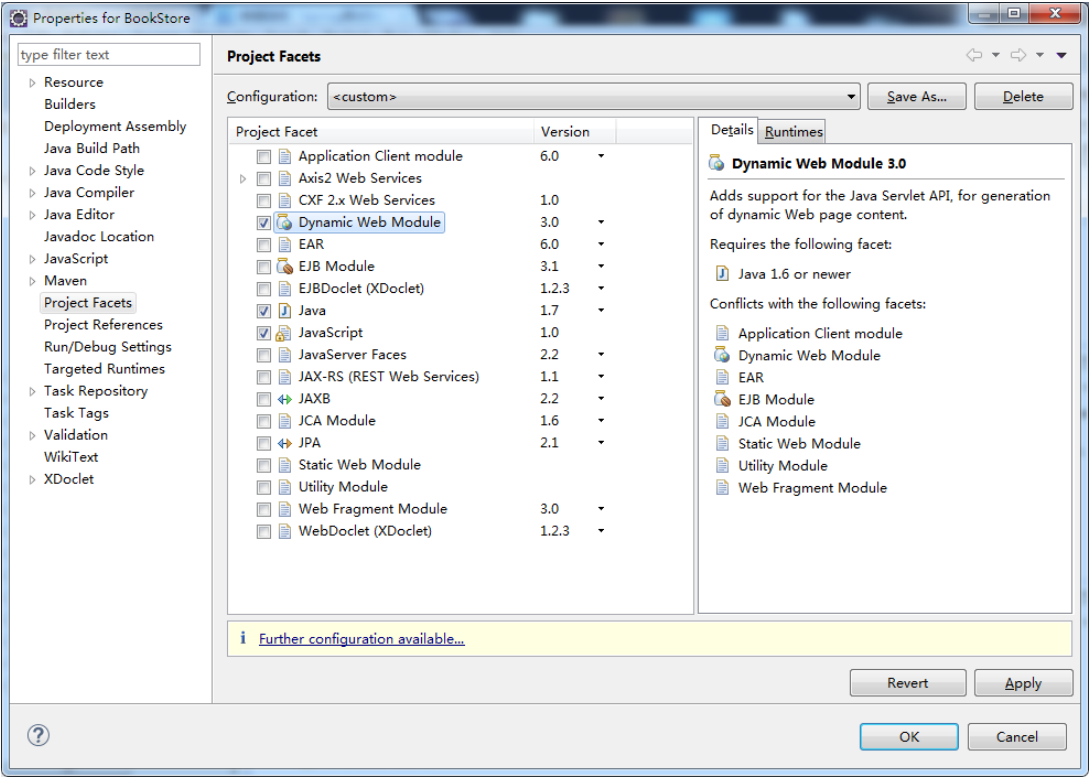 Properties for BookStore
type filter text
Resource
Builders
Deployment Assembly
Java Build Path
Java Code Style
Java Compiler
Java Editor
Javadoc Location
JavaScript
Maven
Project Facets
Project References
Run/Debug Settings
Targeted Runtimes
Task Repository
Task Tags
Validation
WikiText
XDoclet
Project Facets
Configuration: <custom> Save As... Delete
Project Facet Version
Application Client module 6.0
Axis2 Web Services
CXF 2.x Web Services 1.0
Dynamic Web Module 3.0
EAR 6.0
EJB Module 3.1
EJBDoclet (XDoclet) 1.2.3
Java 1.7
JavaScript 1.0
JavaServer Faces 2.2
JAX-RS (REST Web Services) 1.1
JAXB 2.2
JCA Module 1.6
JPA 2.1
Static Web Module
Utility Module
Web Fragment Module 3.0
WebDoclet (XDoclet) 1.2.3
Details Runtimes
Dynamic Web Module 3.0
Adds support for the Java Servlet API, for generation
of dynamic Web page content.
Requires the following facet:
Java 1.6 or newer
Conflicts with the following facets:
Application Client module
Dynamic Web Module
EAR
EJB Module
JCA Module
Static Web Module
Utility Module
Web Fragment Module
Further configuration available...
Revert Apply
OK Cancel